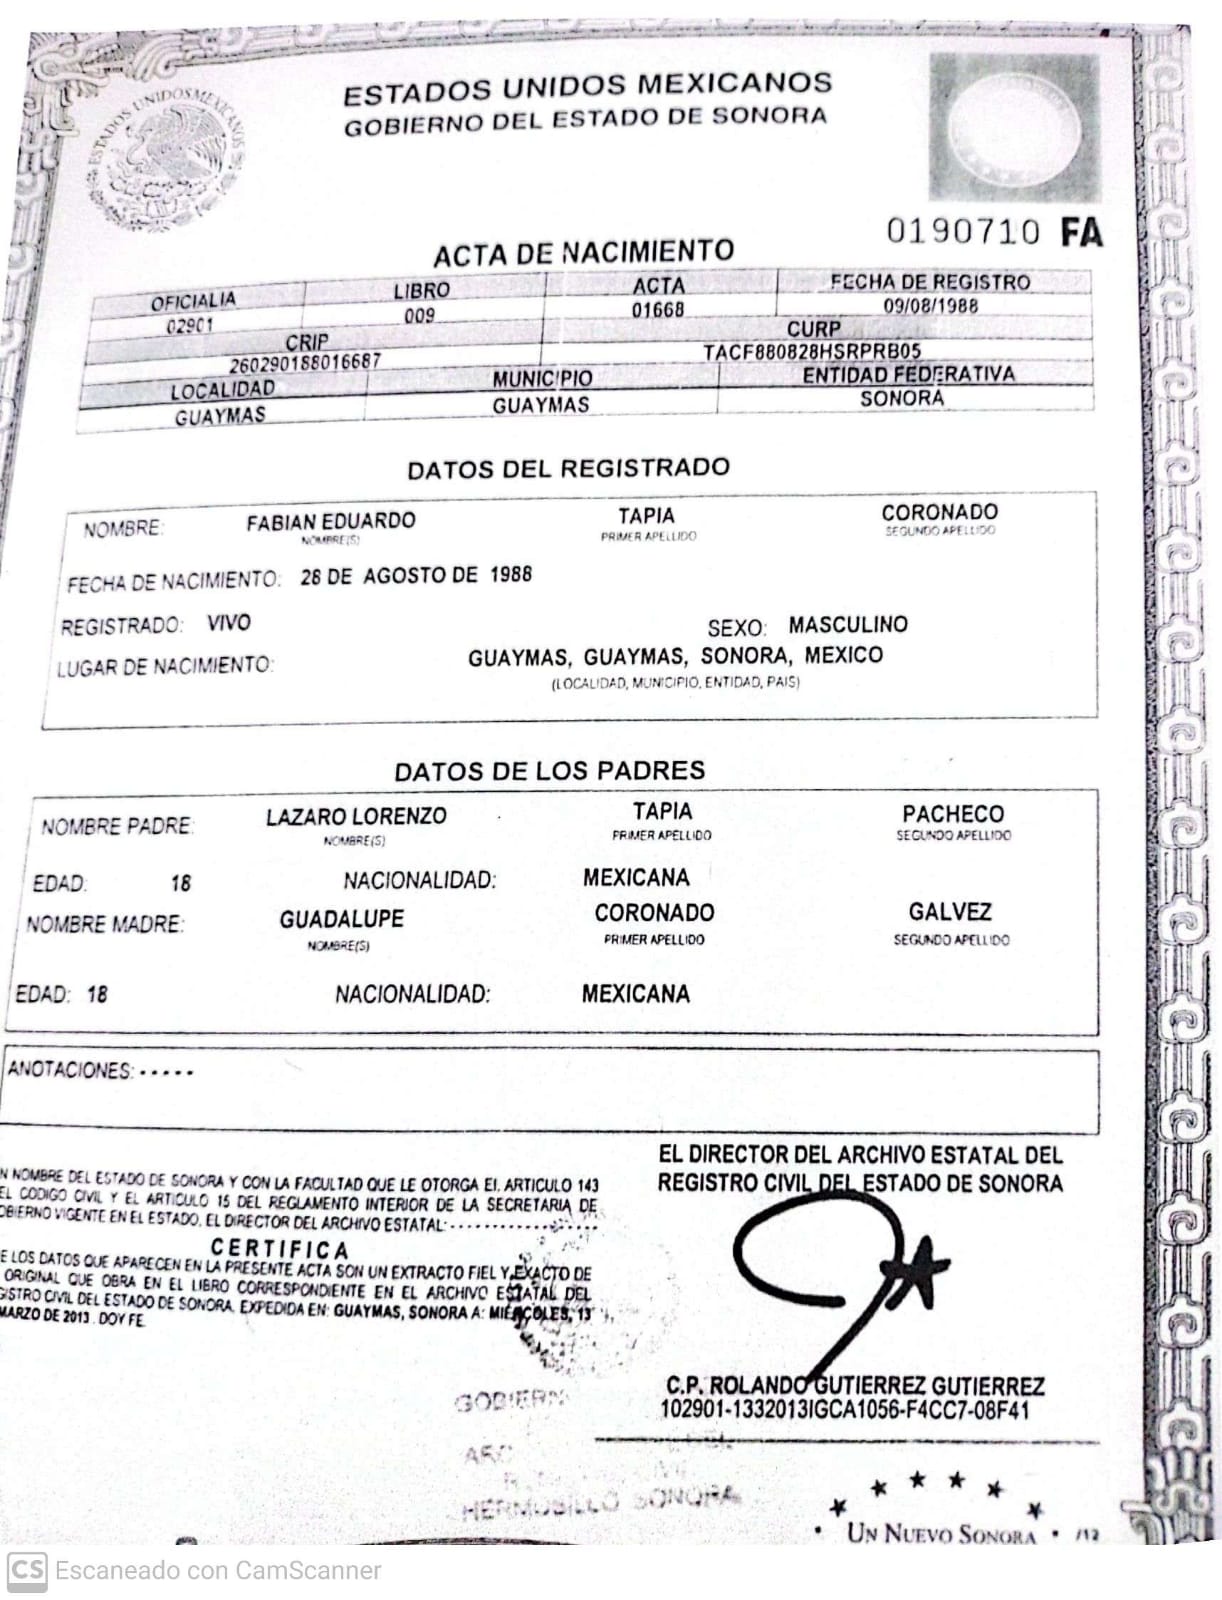 ESTADOS UNIDOS MEXICANOS
ESTADOS UNIDOS MEXICANOS
GOBIERNO DEL ESTADO DE SONORA
0190710 FA
ACTA DE NACIMIENTO
OFICIALIA LIBRO ACTA FECHA DE REGISTRO
02901 009 01668 09/08/1988
CRIP CURP
260290188016687 TACF880828HSRPRB05
LOCALIDAD MUNICIPIO ENTIDAD FEDERATIVA
GUAYMAS GUAYMAS SONORA
DATOS DEL REGISTRADO
NOMBRE: FABIAN EDUARDO TAPIA CORONADO
NOMBRE(S) PRIMER APELLIDO SEGUNDO APELLIDO
FECHA DE NACIMIENTO: 28 DE AGOSTO DE 1988
REGISTRADO: VIVO SEXO: MASCULINO
LUGAR DE NACIMIENTO: GUAYMAS, GUAYMAS, SONORA, MEXICO
(LOCALIDAD, MUNICIPIO, ENTIDAD, PAIS)
DATOS DE LOS PADRES
NOMBRE PADRE: LAZARO LORENZO TAPIA PACHECO
NOMBRE(S) PRIMER APELLIDO SEGUNDO APELLIDO
EDAD: 18 NACIONALIDAD: MEXICANA
NOMBRE MADRE: GUADALUPE CORONADO GALVEZ
NOMBRE(S) PRIMER APELLIDO SEGUNDO APELLIDO
EDAD: 18 NACIONALIDAD: MEXICANA
ANOTACIONES: - - - - -
N NOMBRE DEL ESTADO DE SONORA Y CON LA FACULTAD QUE LE OTORGA EL ARTICULO 143
EL CODIGO CIVIL Y EL ARTICULO 15 DEL REGLAMENTO INTERIOR DE LA SECRETARIA DE
OBIERNO VIGENTE EN EL ESTADO, EL DIRECTOR DEL ARCHIVO ESTATAL:- - - - - - - - - - - - - - -
CERTIFICA
E LOS DATOS QUE APARECEN EN LA PRESENTE ACTA SON UN EXTRACTO FIEL Y EXACTO DE
ORIGINAL QUE OBRA EN EL LIBRO CORRESPONDIENTE EN EL ARCHIVO ESTATAL DEL
GISTRO CIVIL DEL ESTADO DE SONORA. EXPEDIDA EN: GUAYMAS, SONORA A: MIÉRCOLES, 13
MARZO DE 2013. DOY FE.
EL DIRECTOR DEL ARCHIVO ESTATAL DEL
REGISTRO CIVIL DEL ESTADO DE SONORA
C.P. ROLANDO GUTIERREZ GUTIERREZ
102901-1332013IGCA1056-F4CC7-08F41
GOBIERN
HERMOSILLO SONORA
UN NUEVO SONORA
/12
CS Escaneado con CamScanner